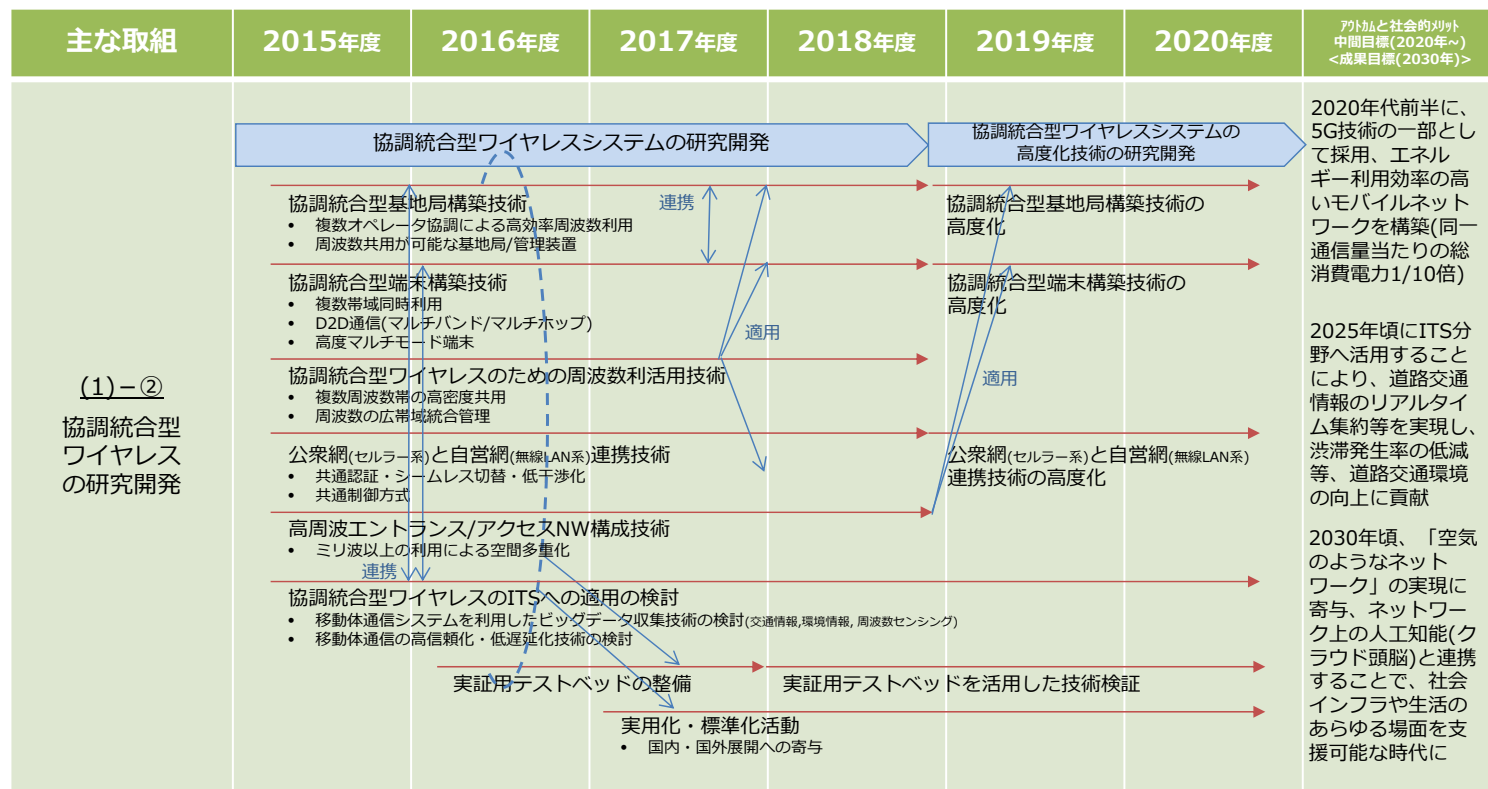 主な取組
2015年度
2016年度
2017年度
2018年度
2019年度
2020年度
ｱｳﾄｶﾑと社会的ﾒﾘｯﾄ
中間目標(2020年~)
<成果目標(2030年)>
(1)－②
協調統合型
ワイヤレス
の研究開発
協調統合型ワイヤレスシステムの研究開発
協調統合型ワイヤレスシステムの
高度化技術の研究開発
協調統合型基地局構築技術
• 複数オペレータ協調による高効率周波数利用
• 周波数共用が可能な基地局/管理装置
連携
協調統合型基地局構築技術の
高度化
協調統合型端末構築技術
• 複数帯域同時利用
• D2D通信(マルチバンド/マルチホップ)
• 高度マルチモード端末
適用
協調統合型端末構築技術の
高度化
協調統合型ワイヤレスのための周波数利活用技術
• 複数周波数帯の高密度共用
• 周波数の広帯域統合管理
適用
公衆網(セルラー系)と自営網(無線LAN系)連携技術
• 共通認証・シームレス切替・低干渉化
• 共通制御方式
公衆網(セルラー系)と自営網(無線LAN系)
連携技術の高度化
高周波エントランス/アクセスNW構成技術
• ミリ波以上の利用による空間多重化
連携
協調統合型ワイヤレスのITSへの適用の検討
• 移動体通信システムを利用したビッグデータ収集技術の検討(交通情報,環境情報, 周波数センシング)
• 移動体通信の高信頼化・低遅延化技術の検討
実証用テストベッドの整備
実証用テストベッドを活用した技術検証
実用化・標準化活動
• 国内・国外展開への寄与
2020年代前半に、
5G技術の一部とし
て採用、エネル
ギー利用効率の高
いモバイルネット
ワークを構築(同一
通信量当たりの総
消費電力1/10倍)
2025年頃にITS分
野へ活用すること
により、道路交通
情報のリアルタイ
ム集約等を実現し、
渋滞発生率の低減
等、道路交通環境
の向上に貢献
2030年頃、「空気
のようなネット
ワーク」の実現に
寄与、ネットワー
ク上の人工知能(ク
ラウド頭脳)と連携
することで、社会
インフラや生活の
あらゆる場面を支
援可能な時代に